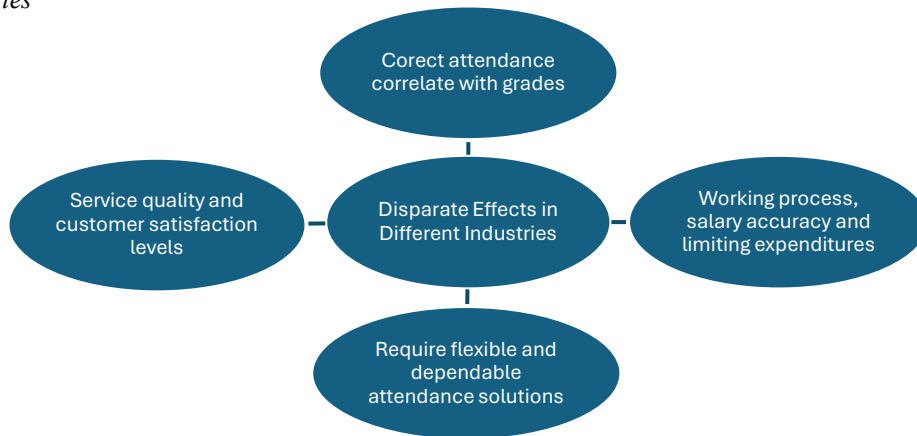 Corect attendance
correlate with grades
Service quality and
customer satisfaction
levels
Disparate Effects in
Different Industries
Working process,
salary accuracy and
limiting expenditures
Require flexible and
dependable
attendance solutions